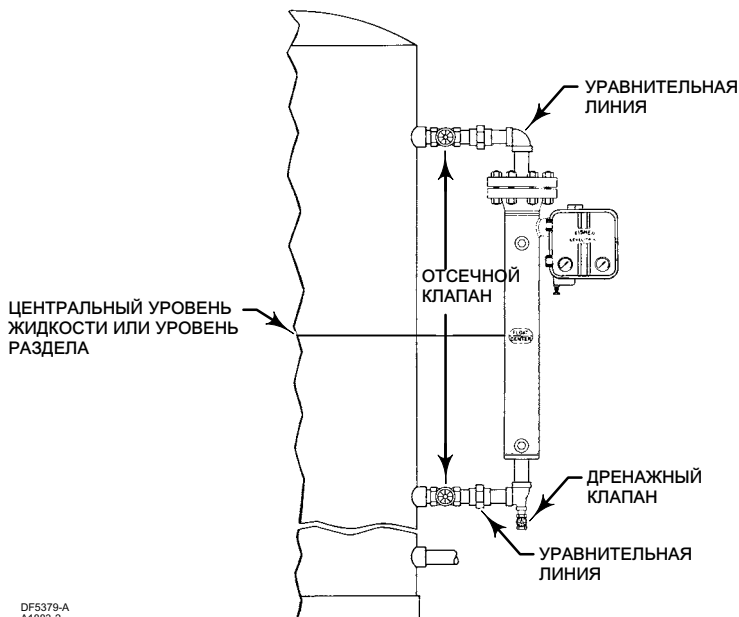 УРАВНИТЕЛЬНАЯ
ЛИНИЯ
ОТСЕЧНОЙ
КЛАПАН
ЦЕНТРАЛЬНЫЙ УРОВЕНЬ
ЖИДКОСТИ ИЛИ УРОВЕНЬ
РАЗДЕЛА
FLOAT
CENTER
ДРЕНАЖНЫЙ
КЛАПАН
УРАВНИТЕЛЬНАЯ
ЛИНИЯ
DF5379-A